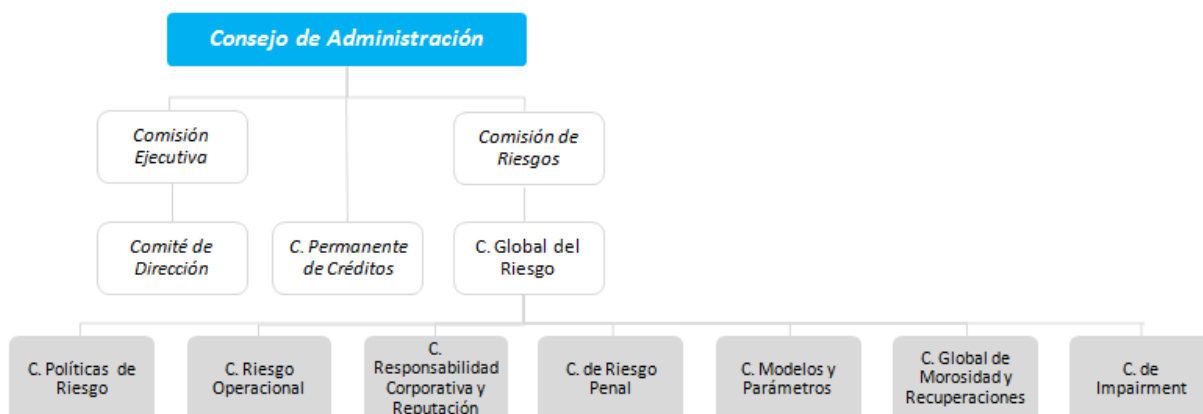 Consejo de Administración
Comisión
Ejecutiva
Comisión de
Riesgos
Comité de
Dirección
C. Permanente
de Créditos
C. Global del
Riesgo
C. Políticas de
Riesgo
C. Riesgo
Operacional
C.
Responsabilidad
Corporativa y
Reputación
C. de Riesgo
Penal
C. Modelos y
Parámetros
C. Global de
Morosidad y
Recuperaciones
C. de
Impairment